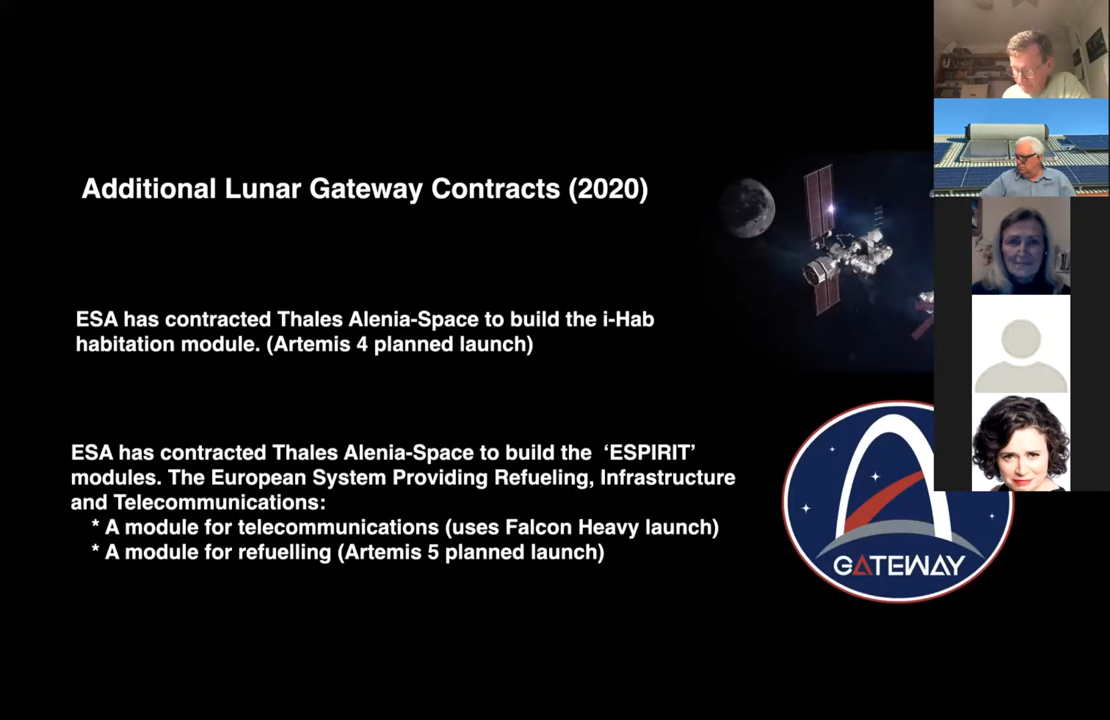 Additional Lunar Gateway Contracts (2020)
ESA has contracted Thales Alenia-Space to build the i-Hab
habitation module. (Artemis 4 planned launch)
ESA has contracted Thales Alenia-Space to build the ‘ESPIRIT’
modules. The European System Providing Refueling, Infrastructure
and Telecommunications:
* A module for telecommunications (uses Falcon Heavy launch)
* A module for refuelling (Artemis 5 planned launch)
GATEWAY